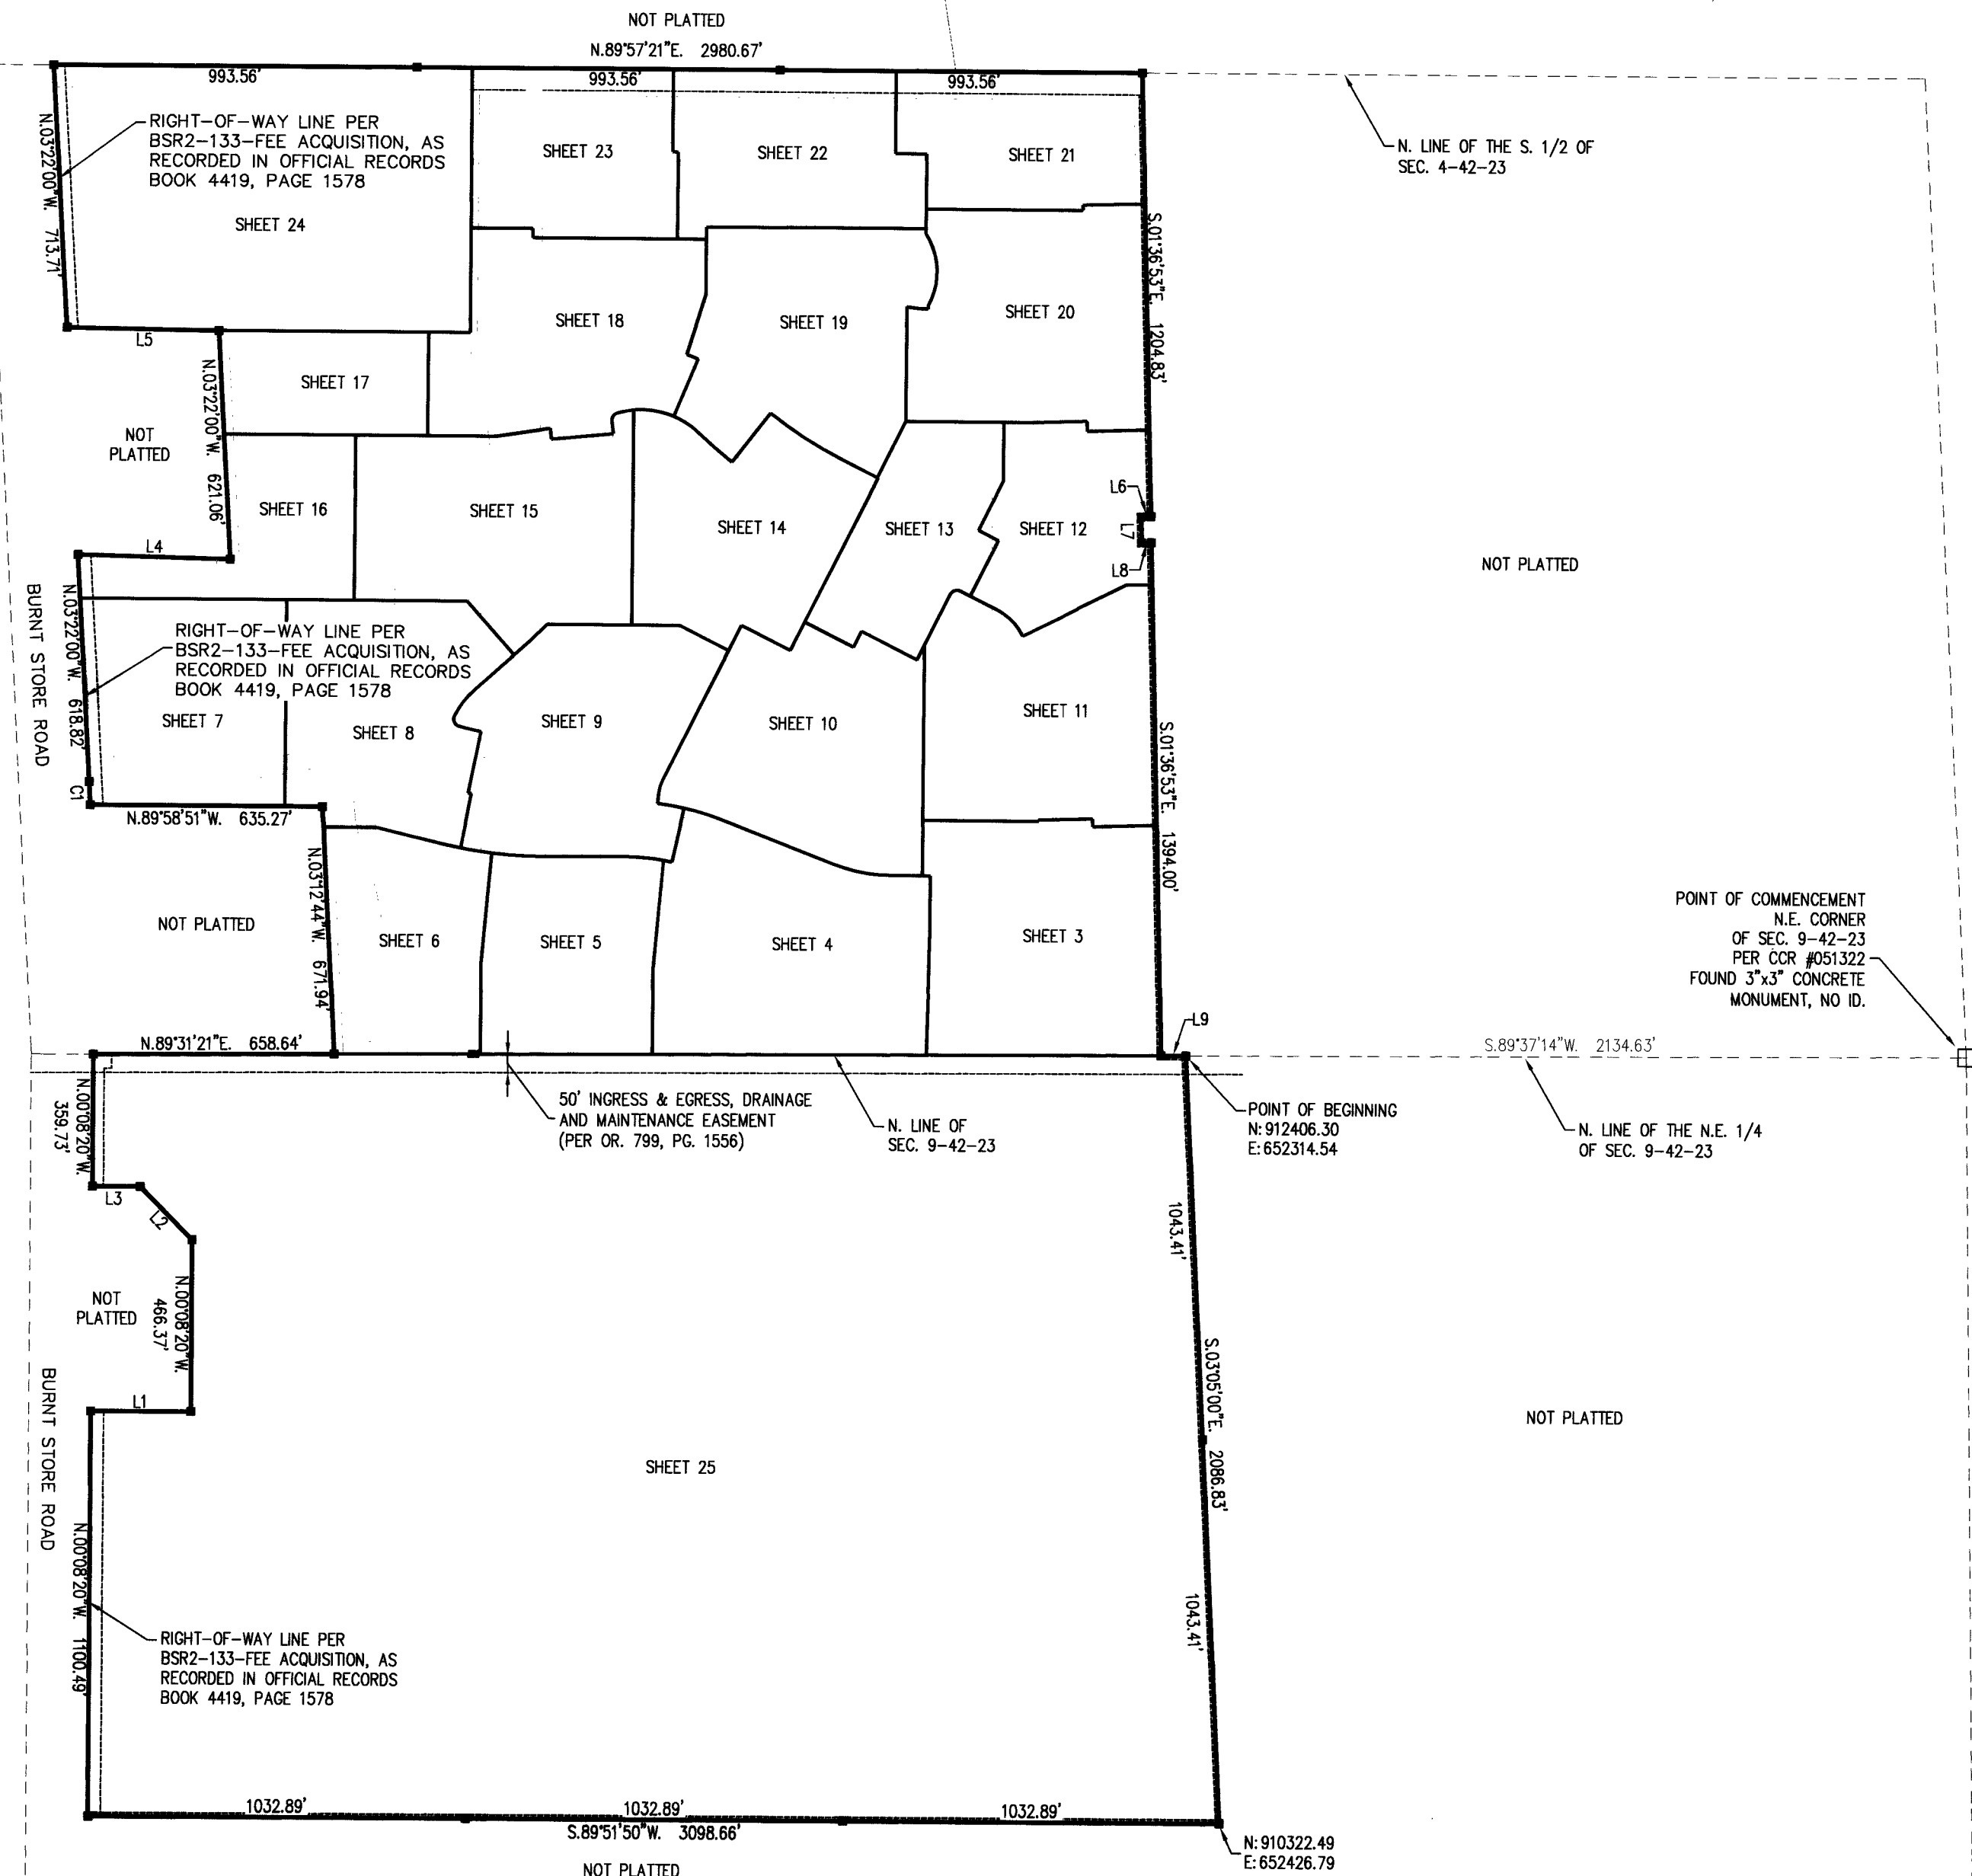 NOT PLATTED
N.89°57'21"E. 2980.67'
993.56'
993.56'
993.56'
RIGHT-OF-WAY LINE PER
BSR2-133-FEE ACQUISITION, AS
RECORDED IN OFFICIAL RECORDS
BOOK 4419, PAGE 1578
N.03°22'00"W. 713.71'
SHEET 24
SHEET 23
SHEET 22
SHEET 21
N. LINE OF THE S. 1/2 OF
SEC. 4-42-23
S.01°36'53"E. 1204.83'
L5
SHEET 18
SHEET 19
SHEET 20
SHEET 17
N.03°22'00"W. 621.06'
NOT
PLATTED
L4
SHEET 16
SHEET 15
SHEET 14
SHEET 13
SHEET 12
L6
L7
L8
NOT PLATTED
BURNT STORE ROAD
N.03°22'00"W. 618.82'
RIGHT-OF-WAY LINE PER
BSR2-133-FEE ACQUISITION, AS
RECORDED IN OFFICIAL RECORDS
BOOK 4419, PAGE 1578
SHEET 7
SHEET 8
SHEET 9
SHEET 10
SHEET 11
S.01°36'53"E. 1394.00'
C1
N.89°58'51"W. 635.27'
N.03°12'44"W. 671.94'
NOT PLATTED
SHEET 6
SHEET 5
SHEET 4
SHEET 3
POINT OF COMMENCEMENT
N.E. CORNER
OF SEC. 9-42-23
PER CCR #051322
FOUND 3"x3" CONCRETE
MONUMENT, NO ID.
L9
N.89°31'21"E. 658.64'
S.89°37'14"W. 2134.63'
N.00°08'20"W.
359.73'
50' INGRESS & EGRESS, DRAINAGE
AND MAINTENANCE EASEMENT
(PER OR. 799, PG. 1556)
N. LINE OF
SEC. 9-42-23
POINT OF BEGINNING
N: 912406.30
E: 652314.54
N. LINE OF THE N.E. 1/4
OF SEC. 9-42-23
L3
L2
1043.41'
NOT
PLATTED
N.00°08'20"W.
466.37'
L1
S.03°05'00"E. 2086.83'
NOT PLATTED
BURNT STORE ROAD
SHEET 25
N.00°08'20"W. 1100.49'
RIGHT-OF-WAY LINE PER
BSR2-133-FEE ACQUISITION, AS
RECORDED IN OFFICIAL RECORDS
BOOK 4419, PAGE 1578
1043.41'
1032.89'
1032.89'
1032.89'
S.89°51'50"W. 3098.66'
N: 910322.49
E: 652426.79
NOT PLATTED